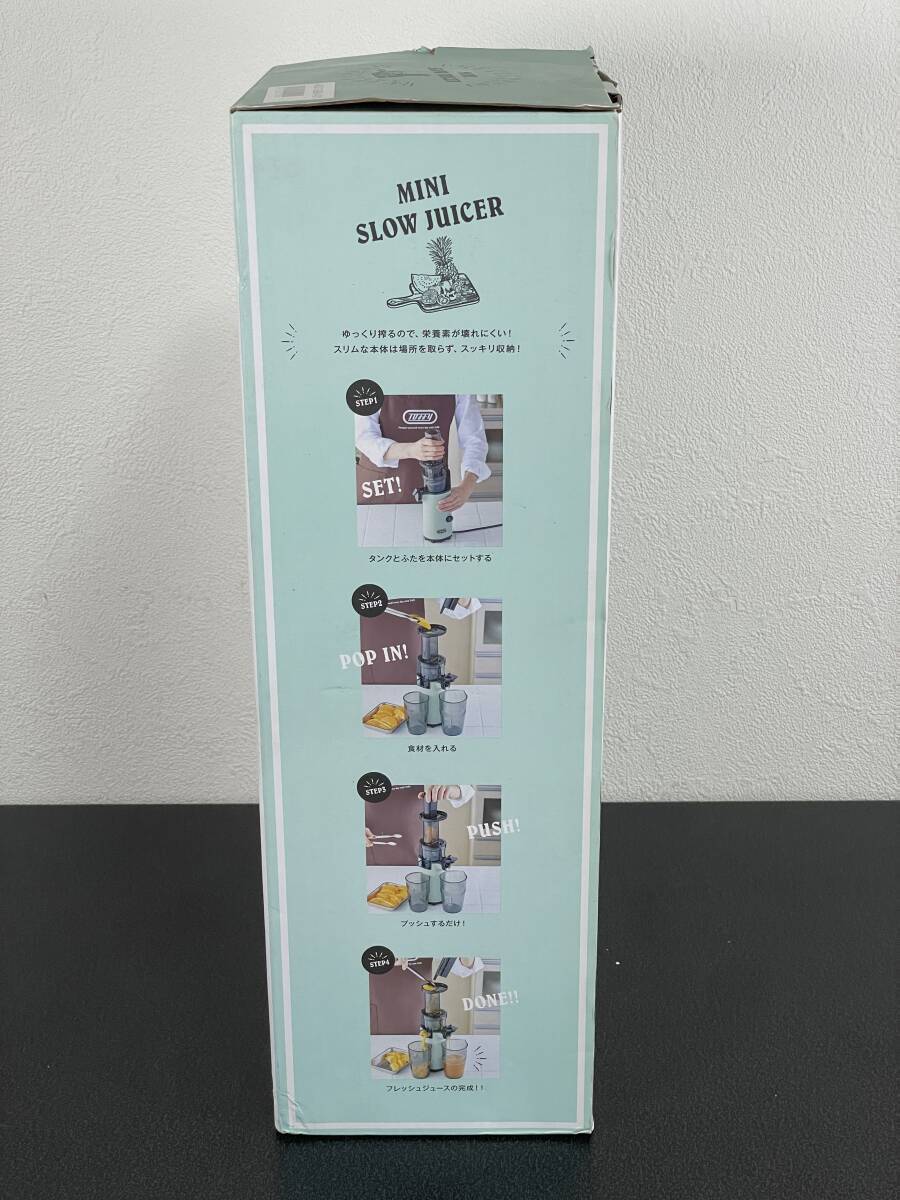 MINI
SLOW JUICER
ゆっくり搾るので、栄養素が壊れにくい!
スリムな本体は場所を取らず、スッキリ収納!
STEP1
TOFFY
SET!
タンクとふたを本体にセットする
STEP2
POP IN!
食材を入れる
STEP3
PUSH!
プッシュするだけ!
STEP4
DONE!!
フレッシュジュースの完成!!